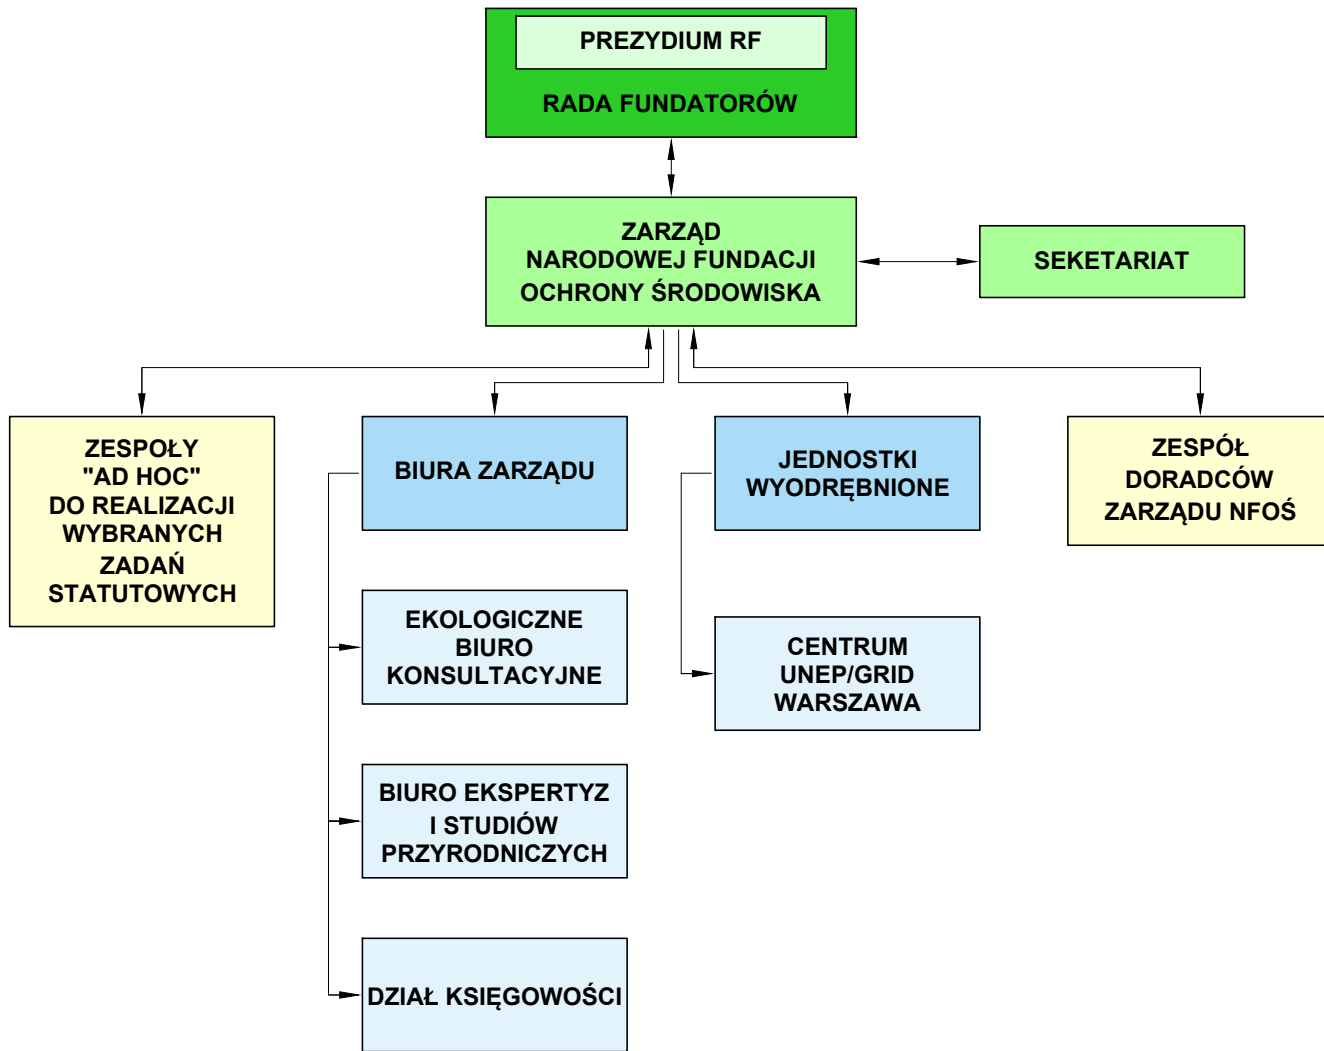 PREZYDIUM RF
RADA FUNDATORÓW
ZARZĄD
NARODOWEJ FUNDACJI
OCHRONY ŚRODOWISKA
SEKETARIAT
ZESPOŁY
"AD HOC"
DO REALIZACJI
WYBRANYCH
ZADAŃ
STATUTOWYCH
BIURA ZARZĄDU
JEDNOSTKI
WYODRĘBNIONE
ZESPÓŁ
DORADCÓW
ZARZĄDU NFOŚ
EKOLOGICZNE
BIURO
KONSULTACYJNE
CENTRUM
UNEP/GRID
WARSZAWA
BIURO EKSPERTYZ
I STUDIÓW
PRZYRODNICZYCH
DZIAŁ KSIĘGOWOŚCI